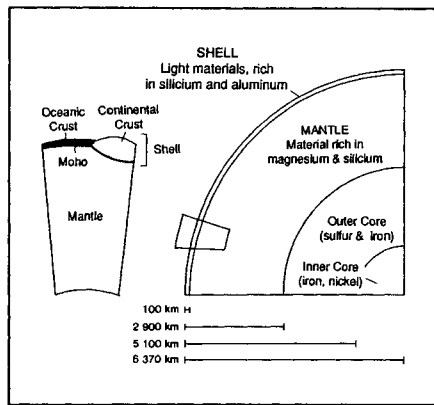 SHELL
Light materials, rich
in silicium and aluminum
Oceanic
Crust
Continental
Crust
Moho
Shell
Mantle
MANTLE
Material rich in
magnesium & silicium
Outer Core
(sulfur & iron)
Inner Core
(iron, nickel)
100 km
2 900 km
5 100 km
6 370 km